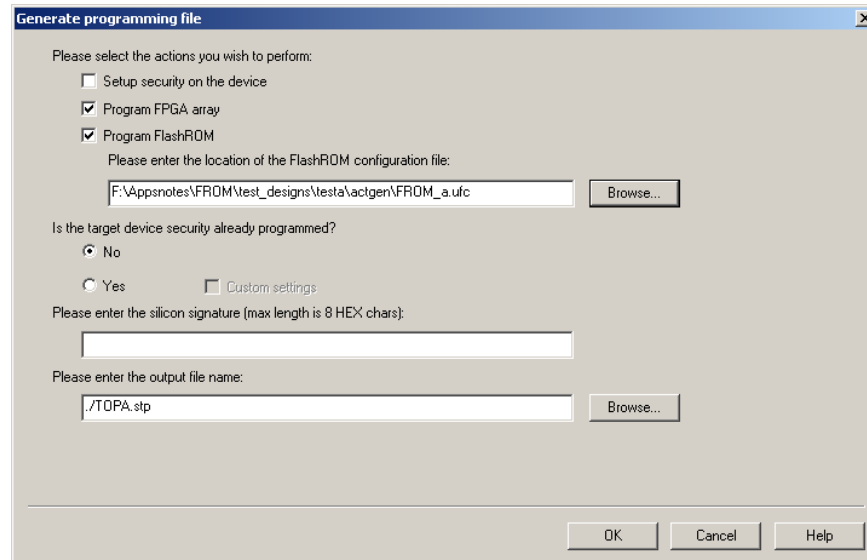 Generate programming file
Please select the actions you wish to perform:
Setup security on the device
Program FPGA array
Program FlashROM
Please enter the location of the FlashROM configuration file:
F:\Appsnotes\FROM\test_designs\testa\actgen\FROM_a.ufc
Browse...
Is the target device security already programmed?
No
Yes
Custom settings
Please enter the silicon signature (max length is 8 HEX chars):
Please enter the output file name:
./TOPA.stp
Browse...
OK
Cancel
Help